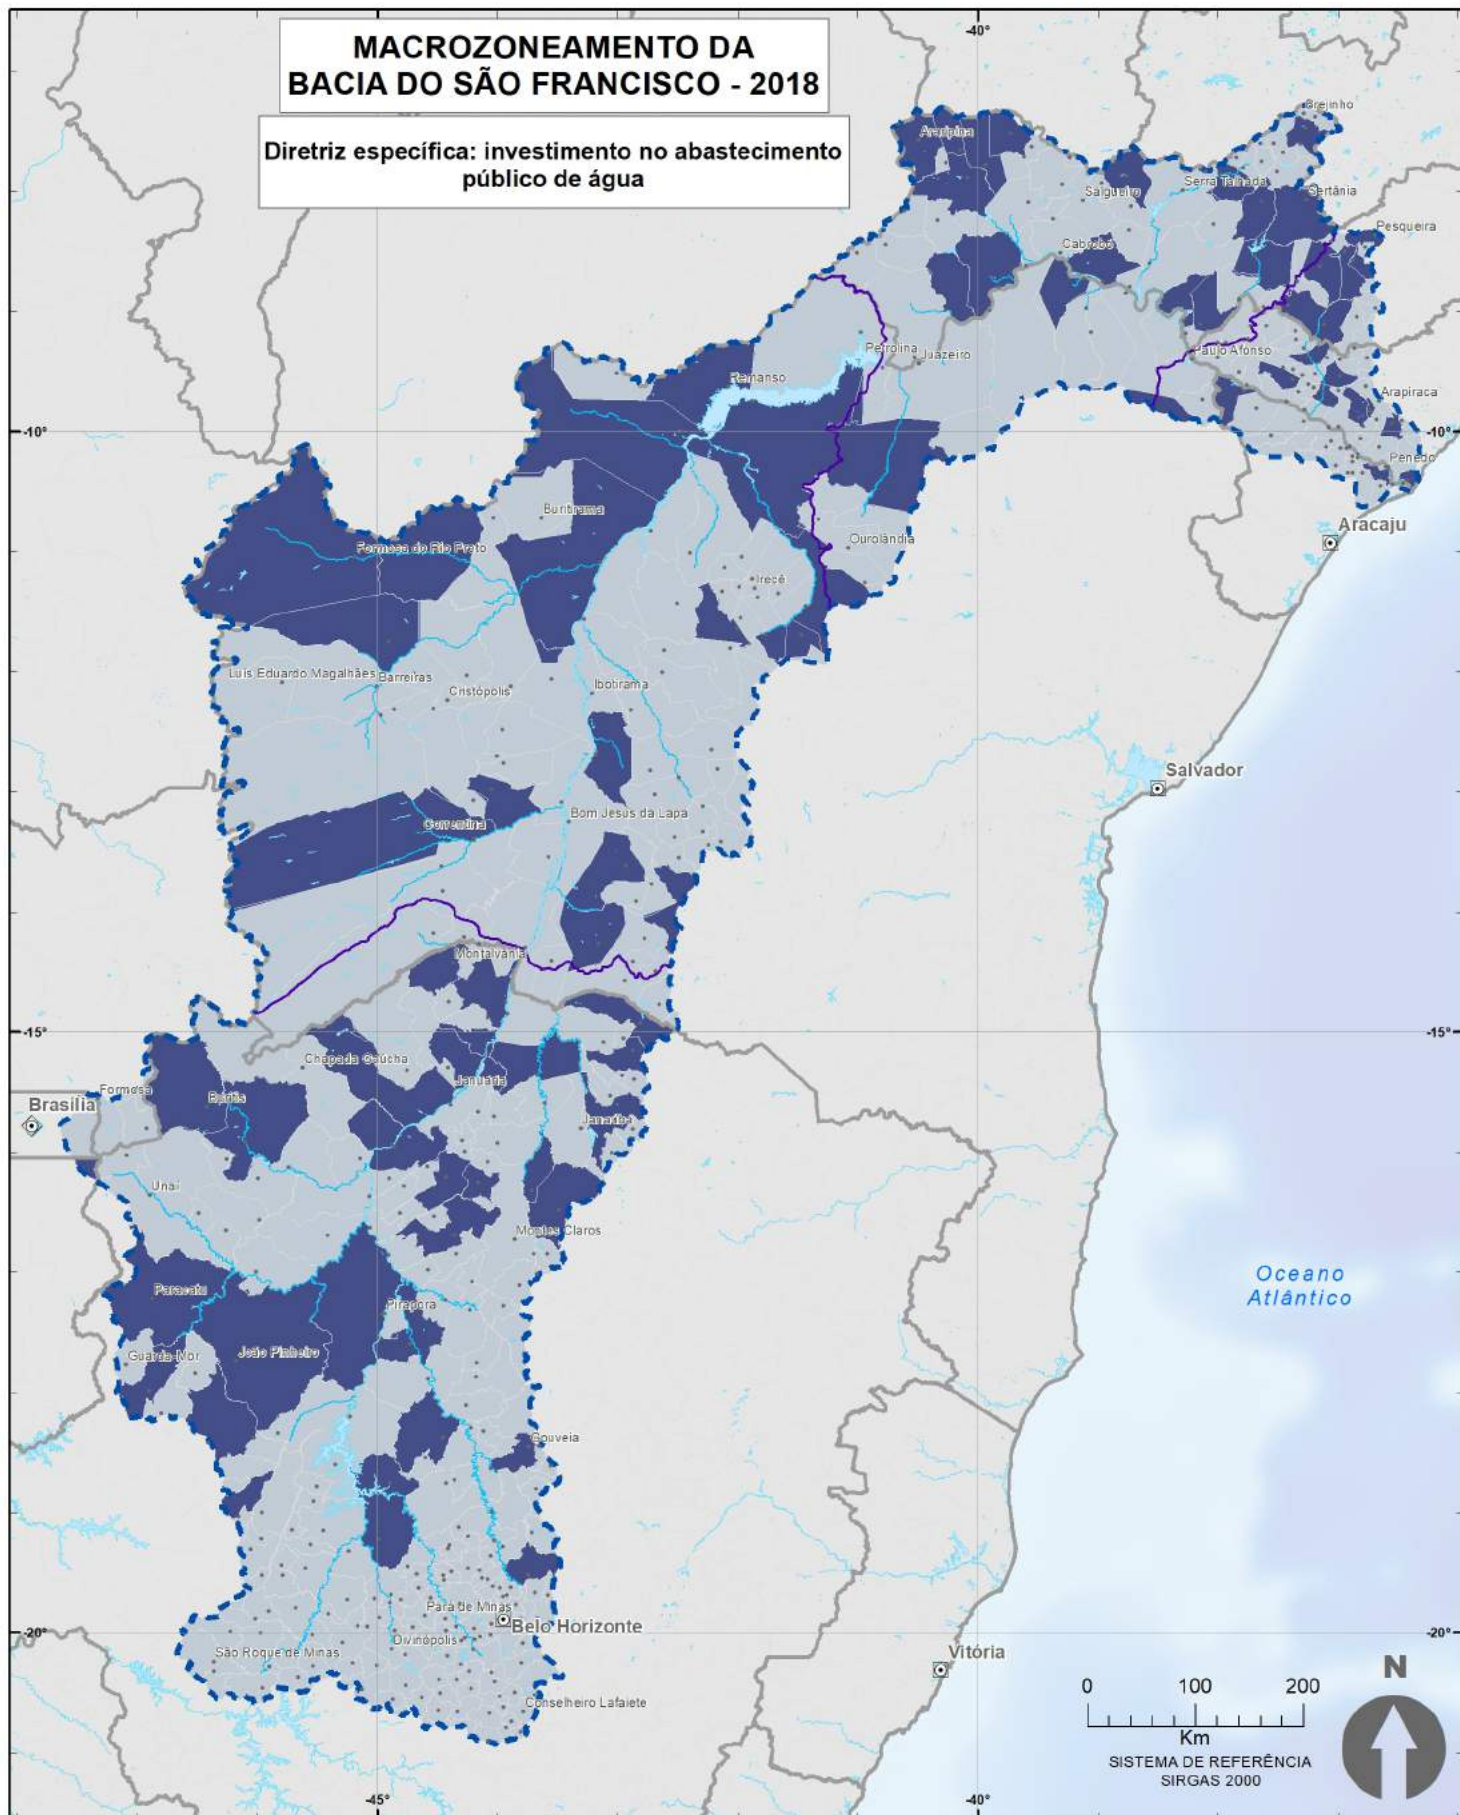 MACROZONEAMENTO DA
BACIA DO SÃO FRANCISCO - 2018
Diretriz específica: investimento no abastecimento
público de água
-40°
Brejinho
Araripina
Salgueiro
Serra Talhada
Sertânia
Pesqueira
Cabrobó
Petrolina
Juazeiro
Paulo Afonso
Remanso
Arapiraca
-10°
-10°
Penedo
Buritirama
Aracaju
Formosa do Rio Preto
Ourolândia
Irecê
Luís Eduardo Magalhães
Barreiras
Cristópolis
Ibotirama
Salvador
Correntina
Bom Jesus da Lapa
Montalvânia
-15°
-15°
Chapada Gaúcha
Januária
Formosa
Buritis
Brasília
Janaúba
Unaí
Montes Claros
Oceano
Atlântico
Paracatu
Pirapora
Guarda-Mor
João Pinheiro
Gouveia
Pará de Minas
Belo Horizonte
-20°
-20°
Divinópolis
São Roque de Minas
Vitória
Conselheiro Lafaiete
0 100 200
Km
SISTEMA DE REFERÊNCIA
SIRGAS 2000
N
-45°
-40°